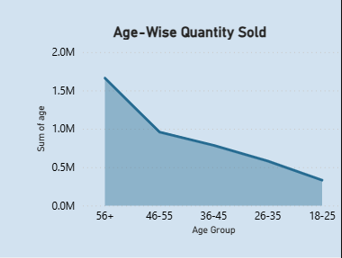 Age-Wise Quantity Sold
2.0M
1.5M
1.0M
0.5M
0.0M
Sum of age
56+ 46-55 36-45 26-35 18-25
Age Group